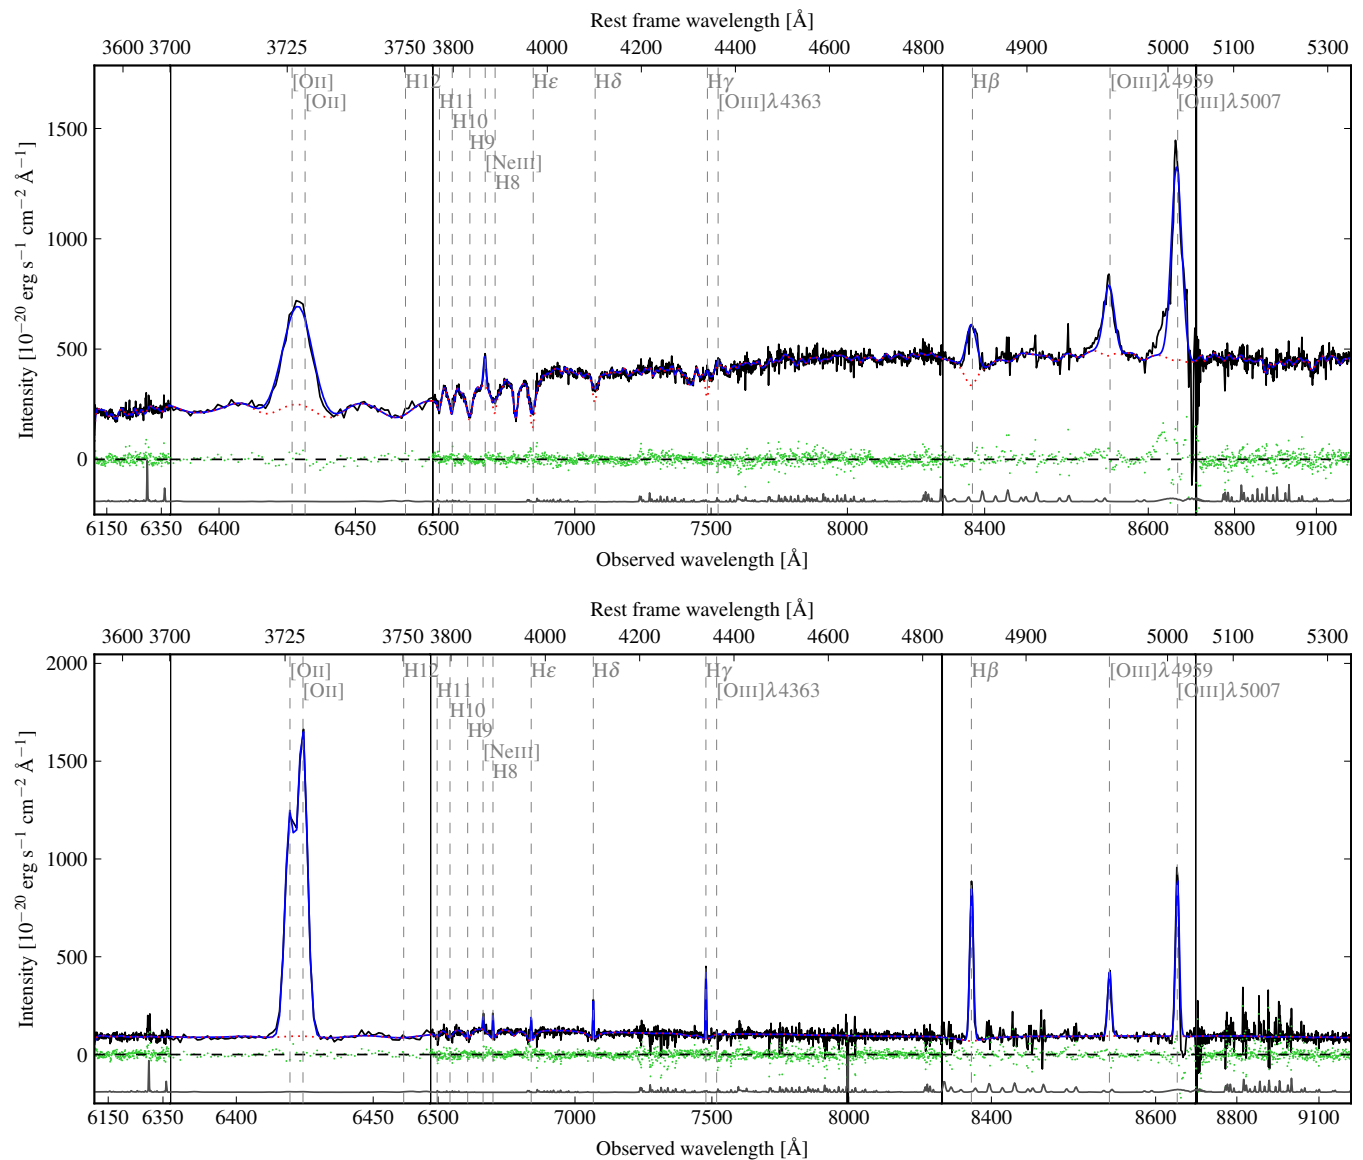 Rest frame wavelength [Å]
3600 3700 3725 3750 3800 4000 4200 4400 4600 4800 4900 5000 5100 5300
[OII] H12 Hε Hδ Hγ Hβ [OIII]λ4959
[OII] H11 [OIII]λ4363 [OIII]λ5007
H10
H9
[NeIII]
H8
1500
1000
500
0
Intensity [10⁻²⁰ erg s⁻¹ cm⁻² Å⁻¹]
6150 6350 6400 6450 6500 7000 7500 8000 8400 8600 8800 9100
Observed wavelength [Å]
Rest frame wavelength [Å]
3600 3700 3725 3750 3800 4000 4200 4400 4600 4800 4900 5000 5100 5300
[OII] H12 Hε Hδ Hγ Hβ [OIII]λ4959
[OII] H11 [OIII]λ4363 [OIII]λ5007
H10
H9
[NeIII]
H8
2000
1500
1000
500
0
Intensity [10⁻²⁰ erg s⁻¹ cm⁻² Å⁻¹]
6150 6350 6400 6450 6500 7000 7500 8000 8400 8600 8800 9100
Observed wavelength [Å]